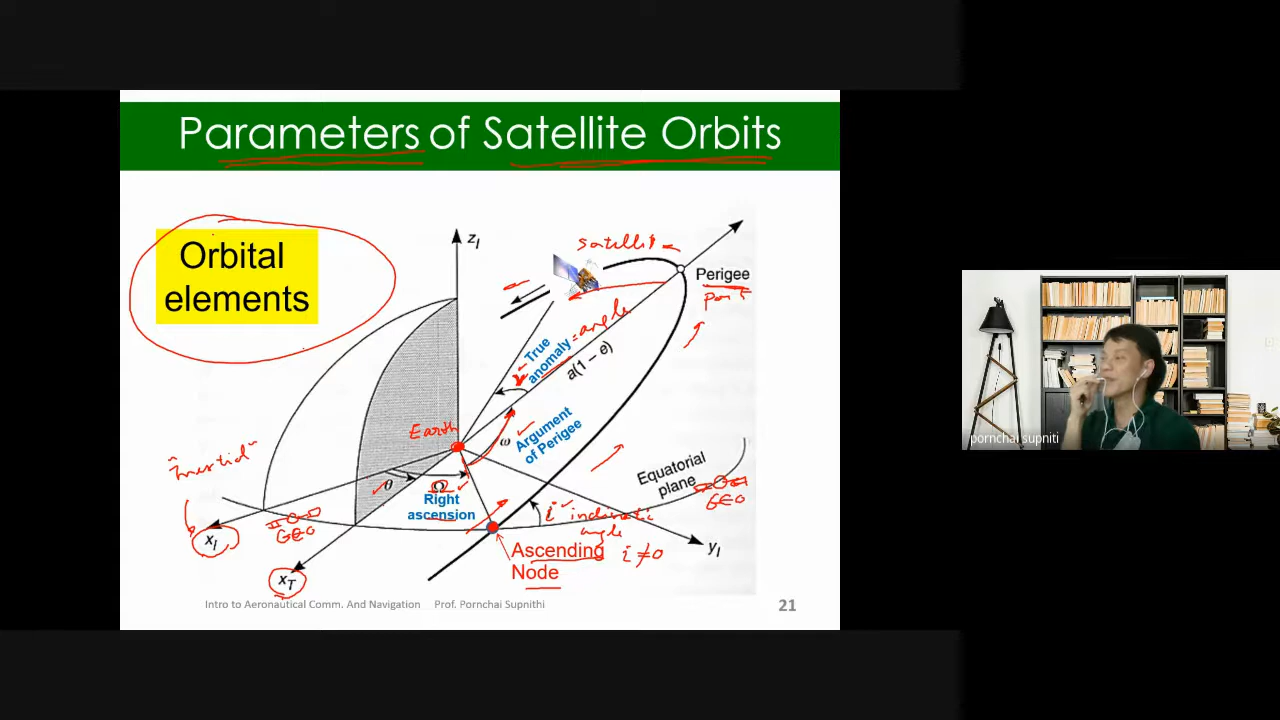 Parameters of Satellite Orbits
Orbital
elements
z_I
satellite
Perigee
point
True
anomaly = angle
a(1 – e)
Earth
ω
Argument
of Perigee
"Inertial"
θ
Ω
Right
ascension
Equatorial
plane
GEO
i
inclination
angle
i ≠ 0
GEO
x_I
x_T
y_I
Ascending
Node
Intro to Aeronautical Comm. And Navigation Prof. Pornchai Supnithi
21
pornchai supniti